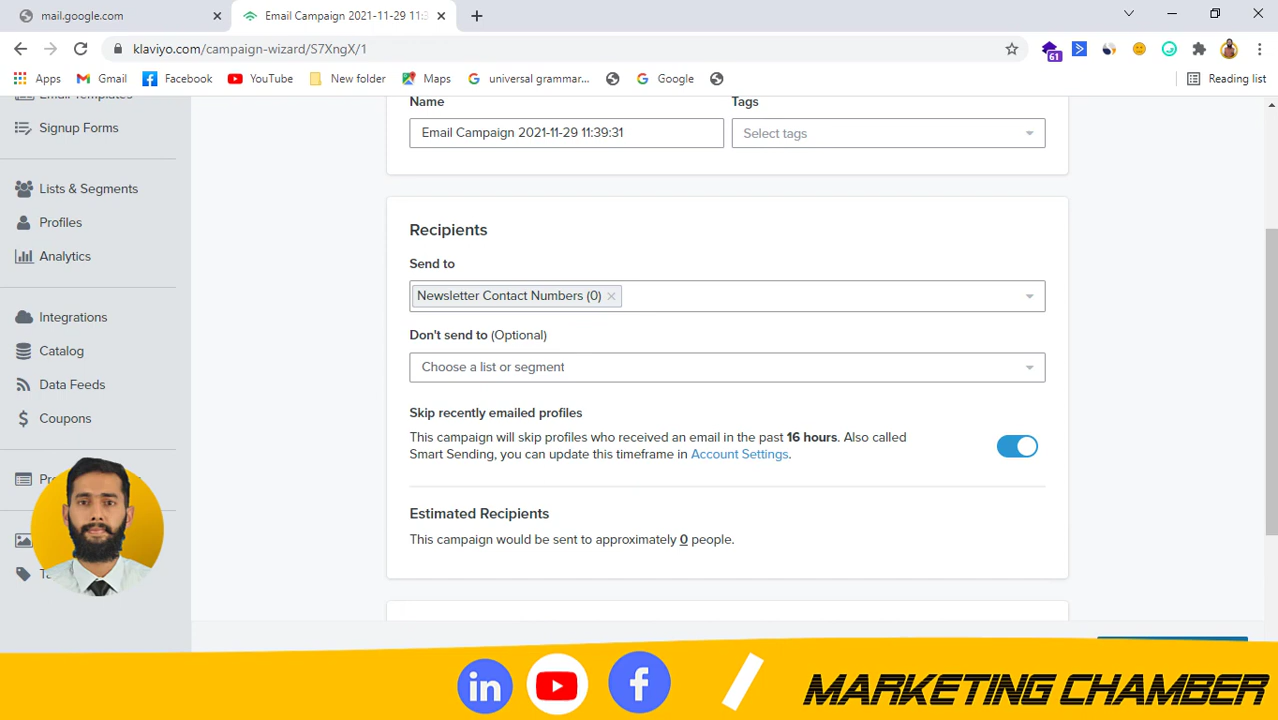 mail.google.com
Email Campaign 2021-11-29 11:3
klaviyo.com/campaign-wizard/S7XngX/1
61
Apps
Gmail
Facebook
YouTube
New folder
Maps
universal grammar...
Google
Reading list
Email Templates
Signup Forms
Lists & Segments
Profiles
Analytics
Integrations
Catalog
Data Feeds
Coupons
Name
Tags
Email Campaign 2021-11-29 11:39:31
Select tags
Recipients
Send to
Newsletter Contact Numbers (0)
Don't send to (Optional)
Choose a list or segment
Skip recently emailed profiles
This campaign will skip profiles who received an email in the past 16 hours. Also called
Smart Sending, you can update this timeframe in Account Settings.
Estimated Recipients
This campaign would be sent to approximately 0 people.
in
f
MARKETING CHAMBER